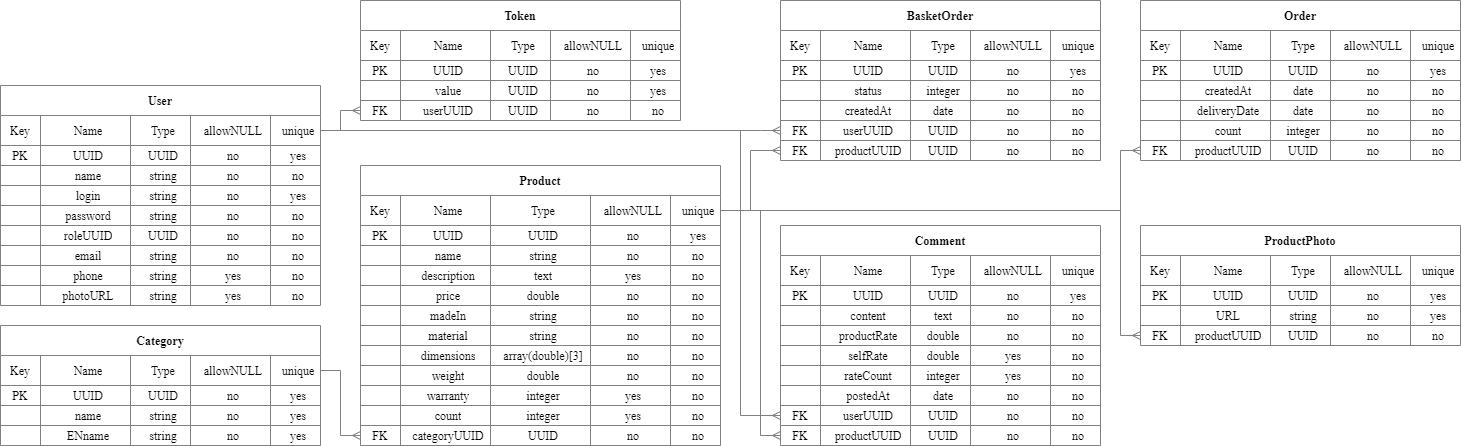 User
Key Name Type allowNULL unique
PK UUID UUID no yes
name string no no
login string no yes
password string no no
roleUUID UUID no no
email string no no
phone string yes no
photoURL string yes no
Category
Key Name Type allowNULL unique
PK UUID UUID no yes
name string no yes
ENname string no yes
Token
Key Name Type allowNULL unique
PK UUID UUID no yes
value UUID no yes
FK userUUID UUID no no
Product
Key Name Type allowNULL unique
PK UUID UUID no yes
name string no no
description text yes no
price double no no
madeIn string no no
material string no no
dimensions array(double)[3] no no
weight double no no
warranty integer yes no
count integer yes no
FK categoryUUID UUID no no
BasketOrder
Key Name Type allowNULL unique
PK UUID UUID no yes
status integer no no
createdAt date no no
FK userUUID UUID no no
FK productUUID UUID no no
Comment
Key Name Type allowNULL unique
PK UUID UUID no yes
content text no no
productRate double no no
selfRate double yes no
rateCount integer yes no
postedAt date no no
FK userUUID UUID no no
FK productUUID UUID no no
Order
Key Name Type allowNULL unique
PK UUID UUID no yes
createdAt date no no
deliveryDate date no no
count integer no no
FK productUUID UUID no no
ProductPhoto
Key Name Type allowNULL unique
PK UUID UUID no yes
URL string no yes
FK productUUID UUID no no